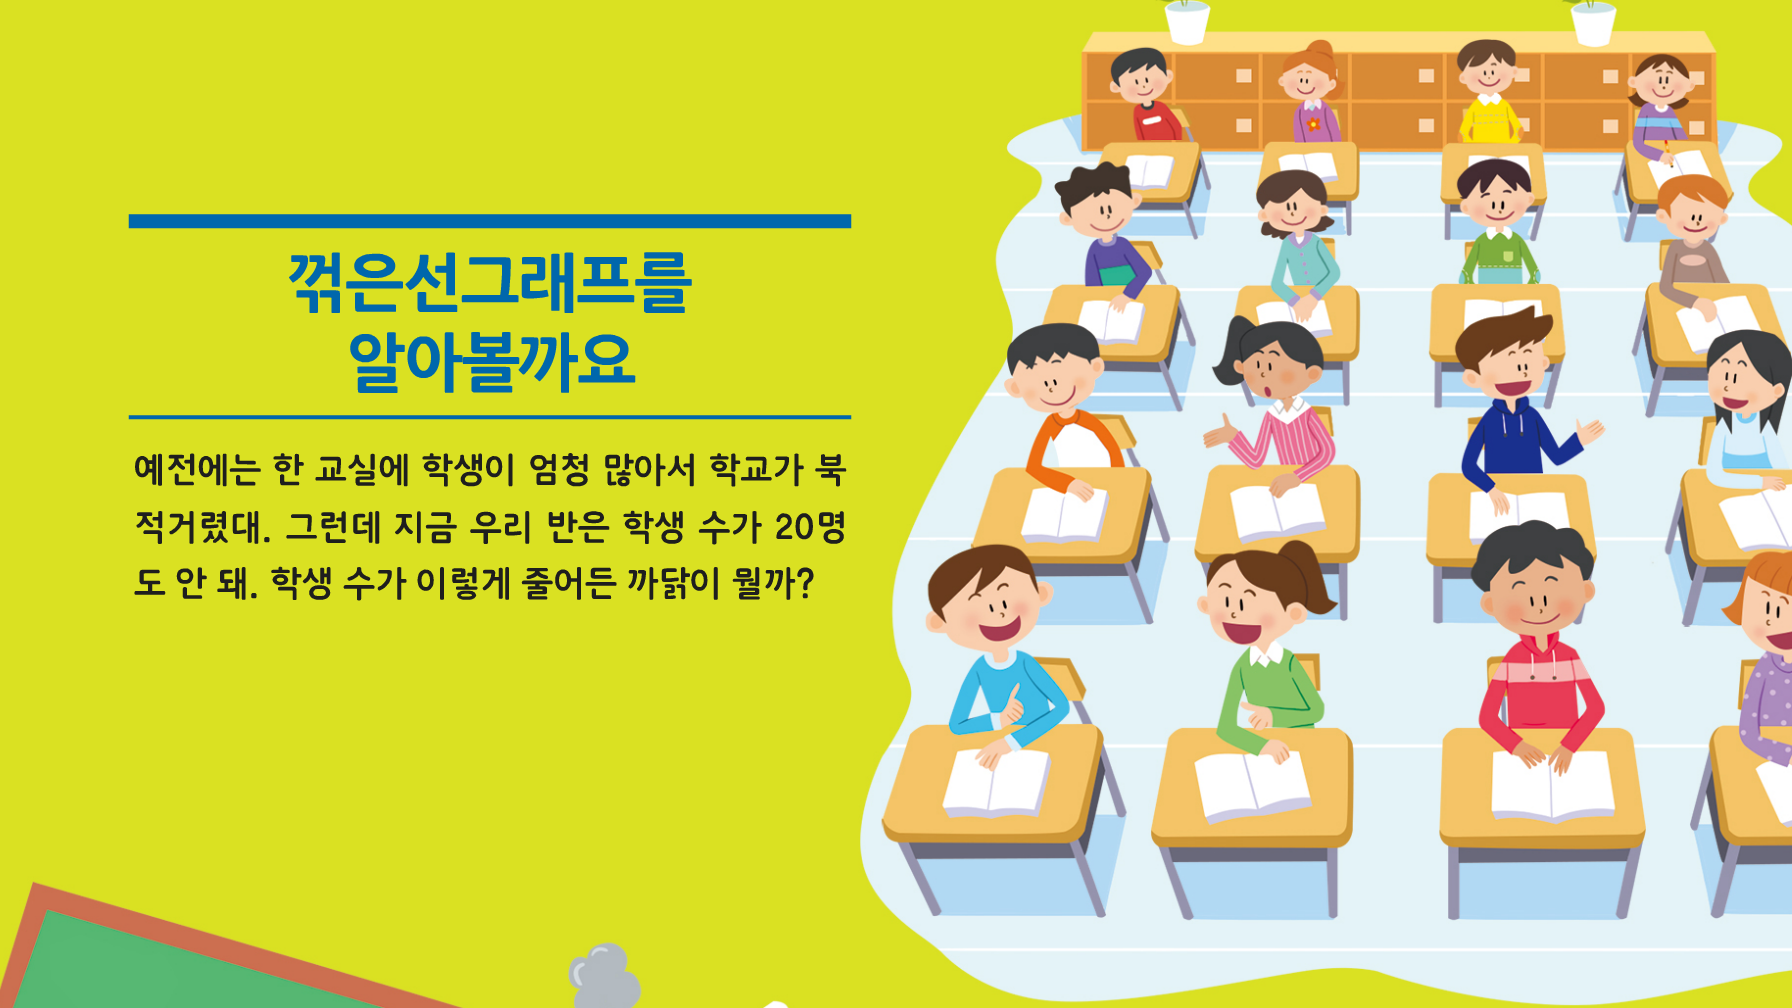 꺾은선그래프를
알아볼까요
예전에는 한 교실에 학생이 엄청 많아서 학교가 북
적거렸대. 그런데 지금 우리 반은 학생 수가 20명
도 안 돼. 학생 수가 이렇게 줄어든 까닭이 뭘까?